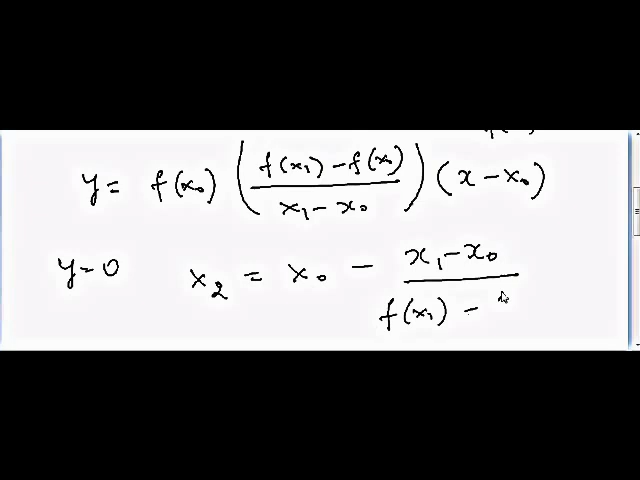 y = f(x₀) ( (f(x₁) - f(x₀)) / (x₁ - x₀) ) (x - x₀)
y = 0 x₂ = x₀ - (x₁ - x₀) / (f(x₁) -